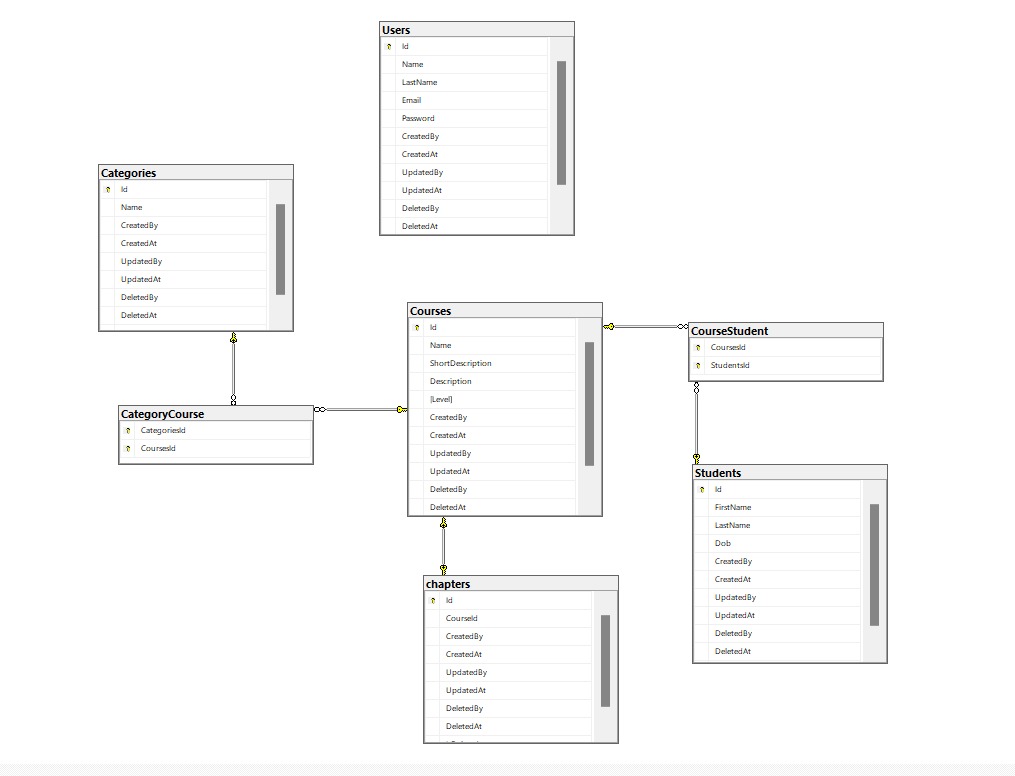 Users
Id
Name
LastName
Email
Password
CreatedBy
CreatedAt
UpdatedBy
UpdatedAt
DeletedBy
DeletedAt
Categories
Id
Name
CreatedBy
CreatedAt
UpdatedBy
UpdatedAt
DeletedBy
DeletedAt
Courses
Id
Name
ShortDescription
Description
[Level]
CreatedBy
CreatedAt
UpdatedBy
UpdatedAt
DeletedBy
DeletedAt
CourseStudent
CoursesId
StudentsId
CategoryCourse
CategoriesId
CoursesId
Students
Id
FirstName
LastName
Dob
CreatedBy
CreatedAt
UpdatedBy
UpdatedAt
DeletedBy
DeletedAt
chapters
Id
CourseId
CreatedBy
CreatedAt
UpdatedBy
UpdatedAt
DeletedBy
DeletedAt